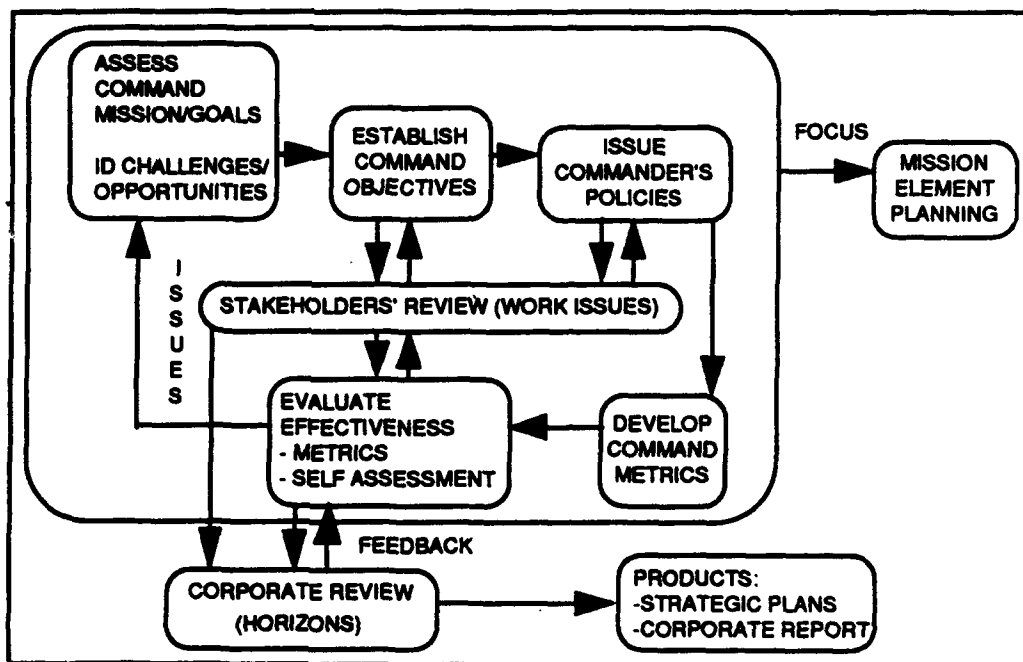 ASSESS
COMMAND
MISSION/GOALS
ID CHALLENGES/
OPPORTUNITIES
ESTABLISH
COMMAND
OBJECTIVES
ISSUE
COMMANDER'S
POLICIES
FOCUS
MISSION
ELEMENT
PLANNING
ISSUES
STAKEHOLDERS' REVIEW (WORK ISSUES)
EVALUATE
EFFECTIVENESS
- METRICS
- SELF ASSESSMENT
DEVELOP
COMMAND
METRICS
FEEDBACK
CORPORATE REVIEW
(HORIZONS)
PRODUCTS:
-STRATEGIC PLANS
-CORPORATE REPORT